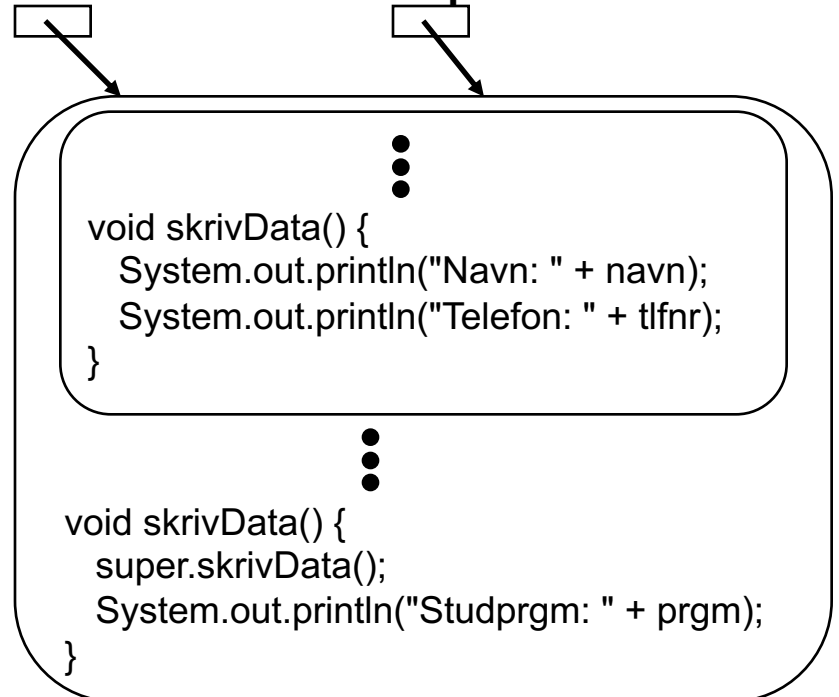 void skrivData() {
System.out.println("Navn: " + navn);
System.out.println("Telefon: " + tlfnr);
}
void skrivData() {
super.skrivData();
System.out.println("Studprgm: " + prgm);
}